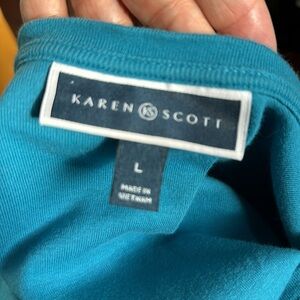 KAREN KS SCOTT
L
MADE IN
VIETNAM